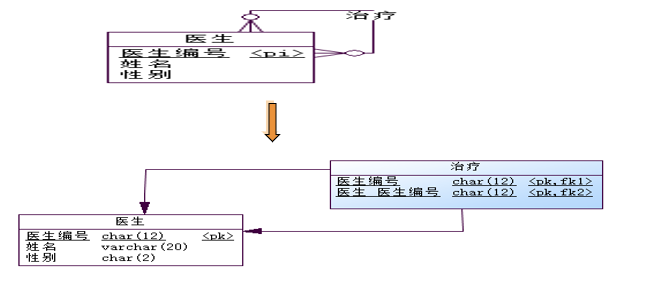 治疗
医生
医生编号 <pi>
姓名
性别
治疗
医生编号 char(12) <pk,fk1>
医生_医生编号 char(12) <pk,fk2>
医生
医生编号 char(12) <pk>
姓名 varchar(20)
性别 char(2)